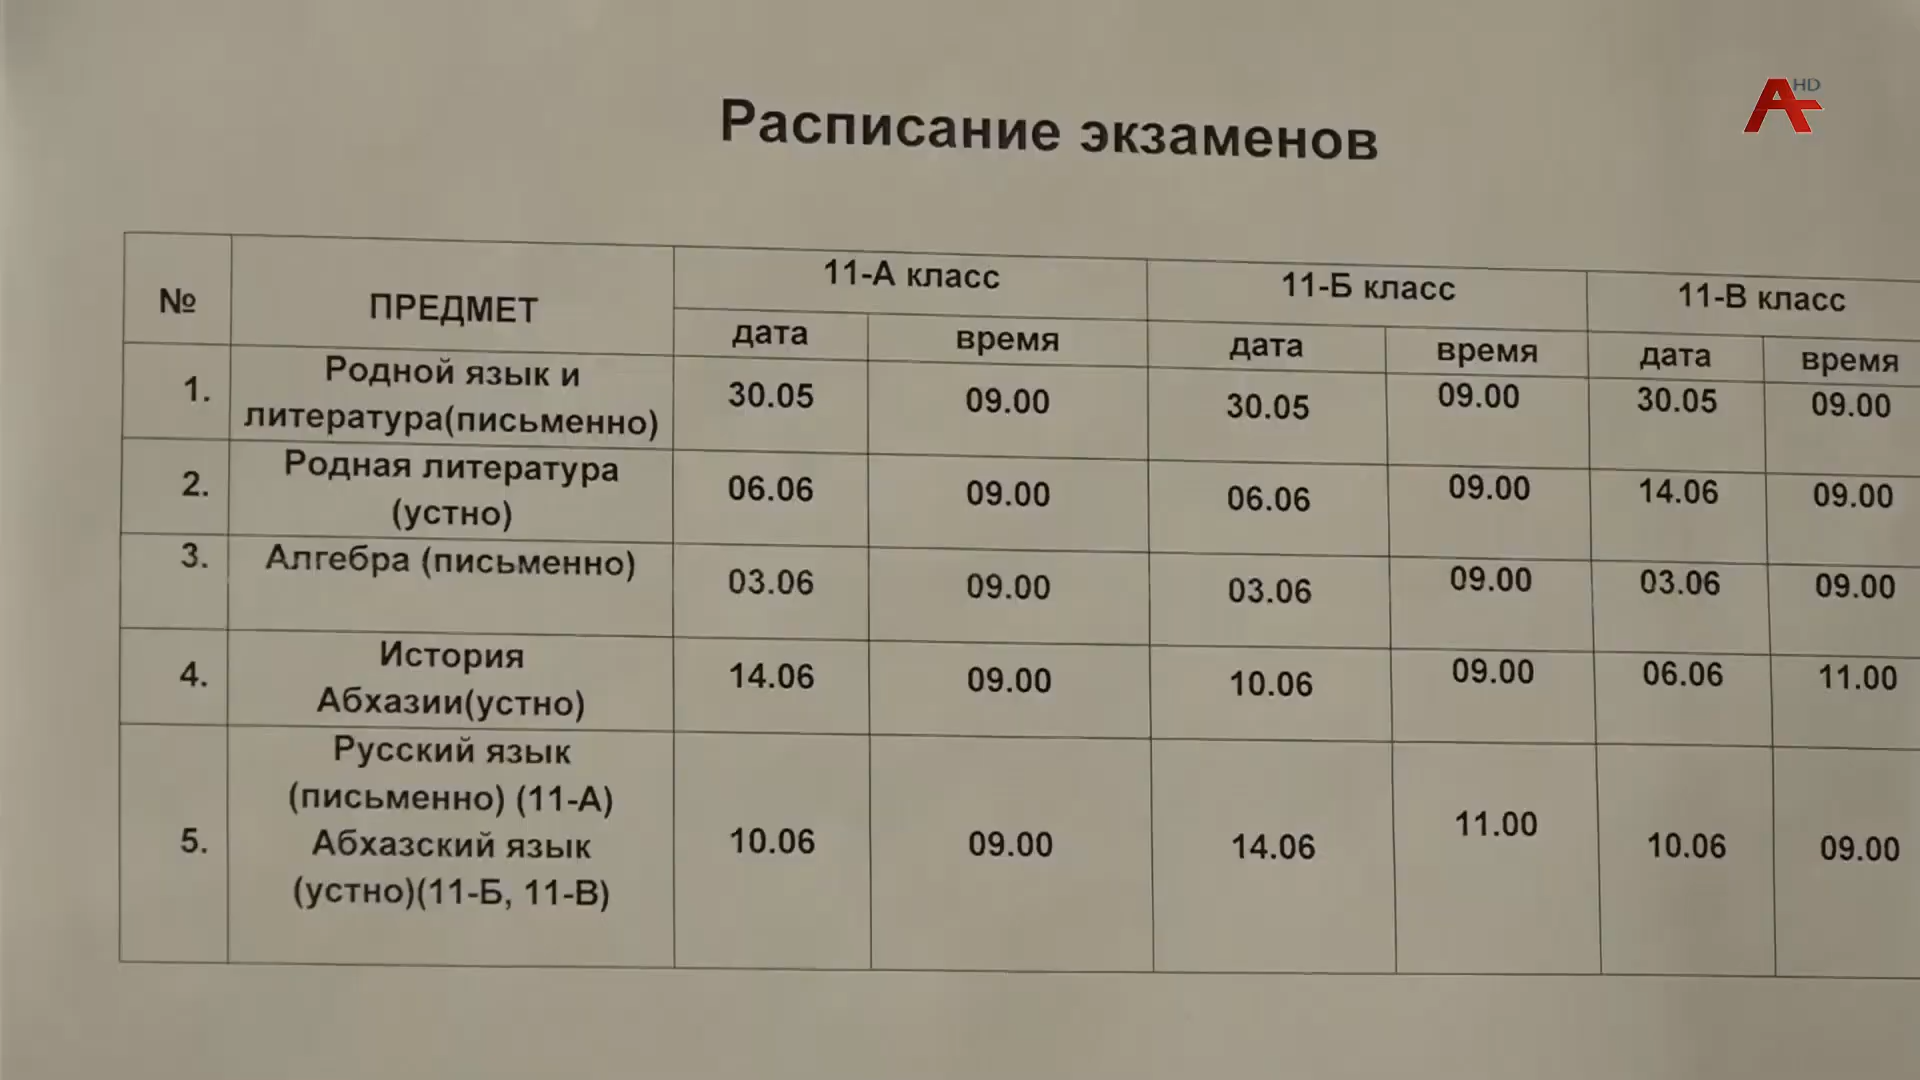 HD
Расписание экзаменов
№ ПРЕДМЕТ 11-А класс 11-Б класс 11-В класс
дата время дата время дата время
1. Родной язык и
литература(письменно) 30.05 09.00 30.05 09.00 30.05 09.00
2. Родная литература
(устно) 06.06 09.00 06.06 09.00 14.06 09.00
3. Алгебра (письменно) 03.06 09.00 03.06 09.00 03.06 09.00
4. История
Абхазии(устно) 14.06 09.00 10.06 09.00 06.06 11.00
5. Русский язык
(письменно) (11-А)
Абхазский язык
(устно)(11-Б, 11-В) 10.06 09.00 14.06 11.00 10.06 09.00